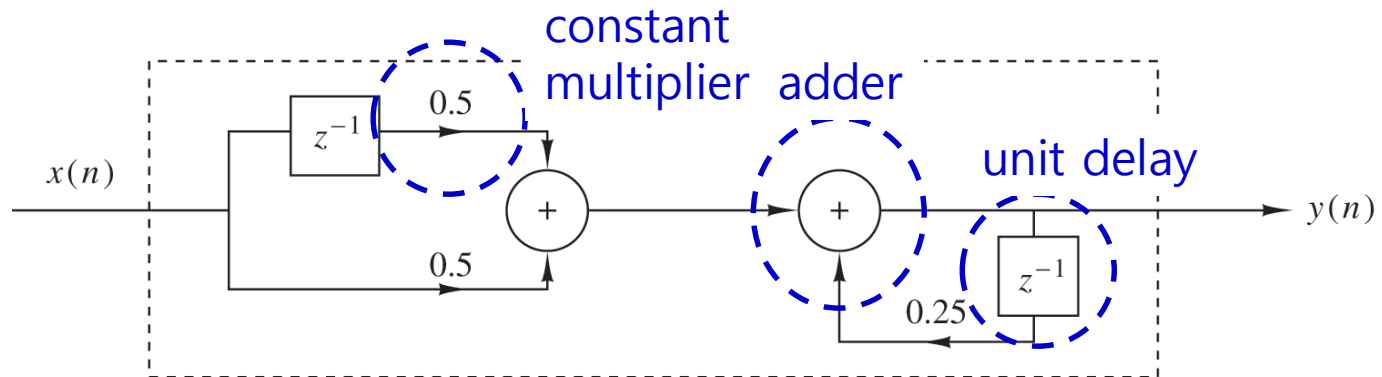 constant
multiplier adder
0.5
z⁻¹
unit delay
x(n)
+
+
y(n)
0.5
z⁻¹
0.25